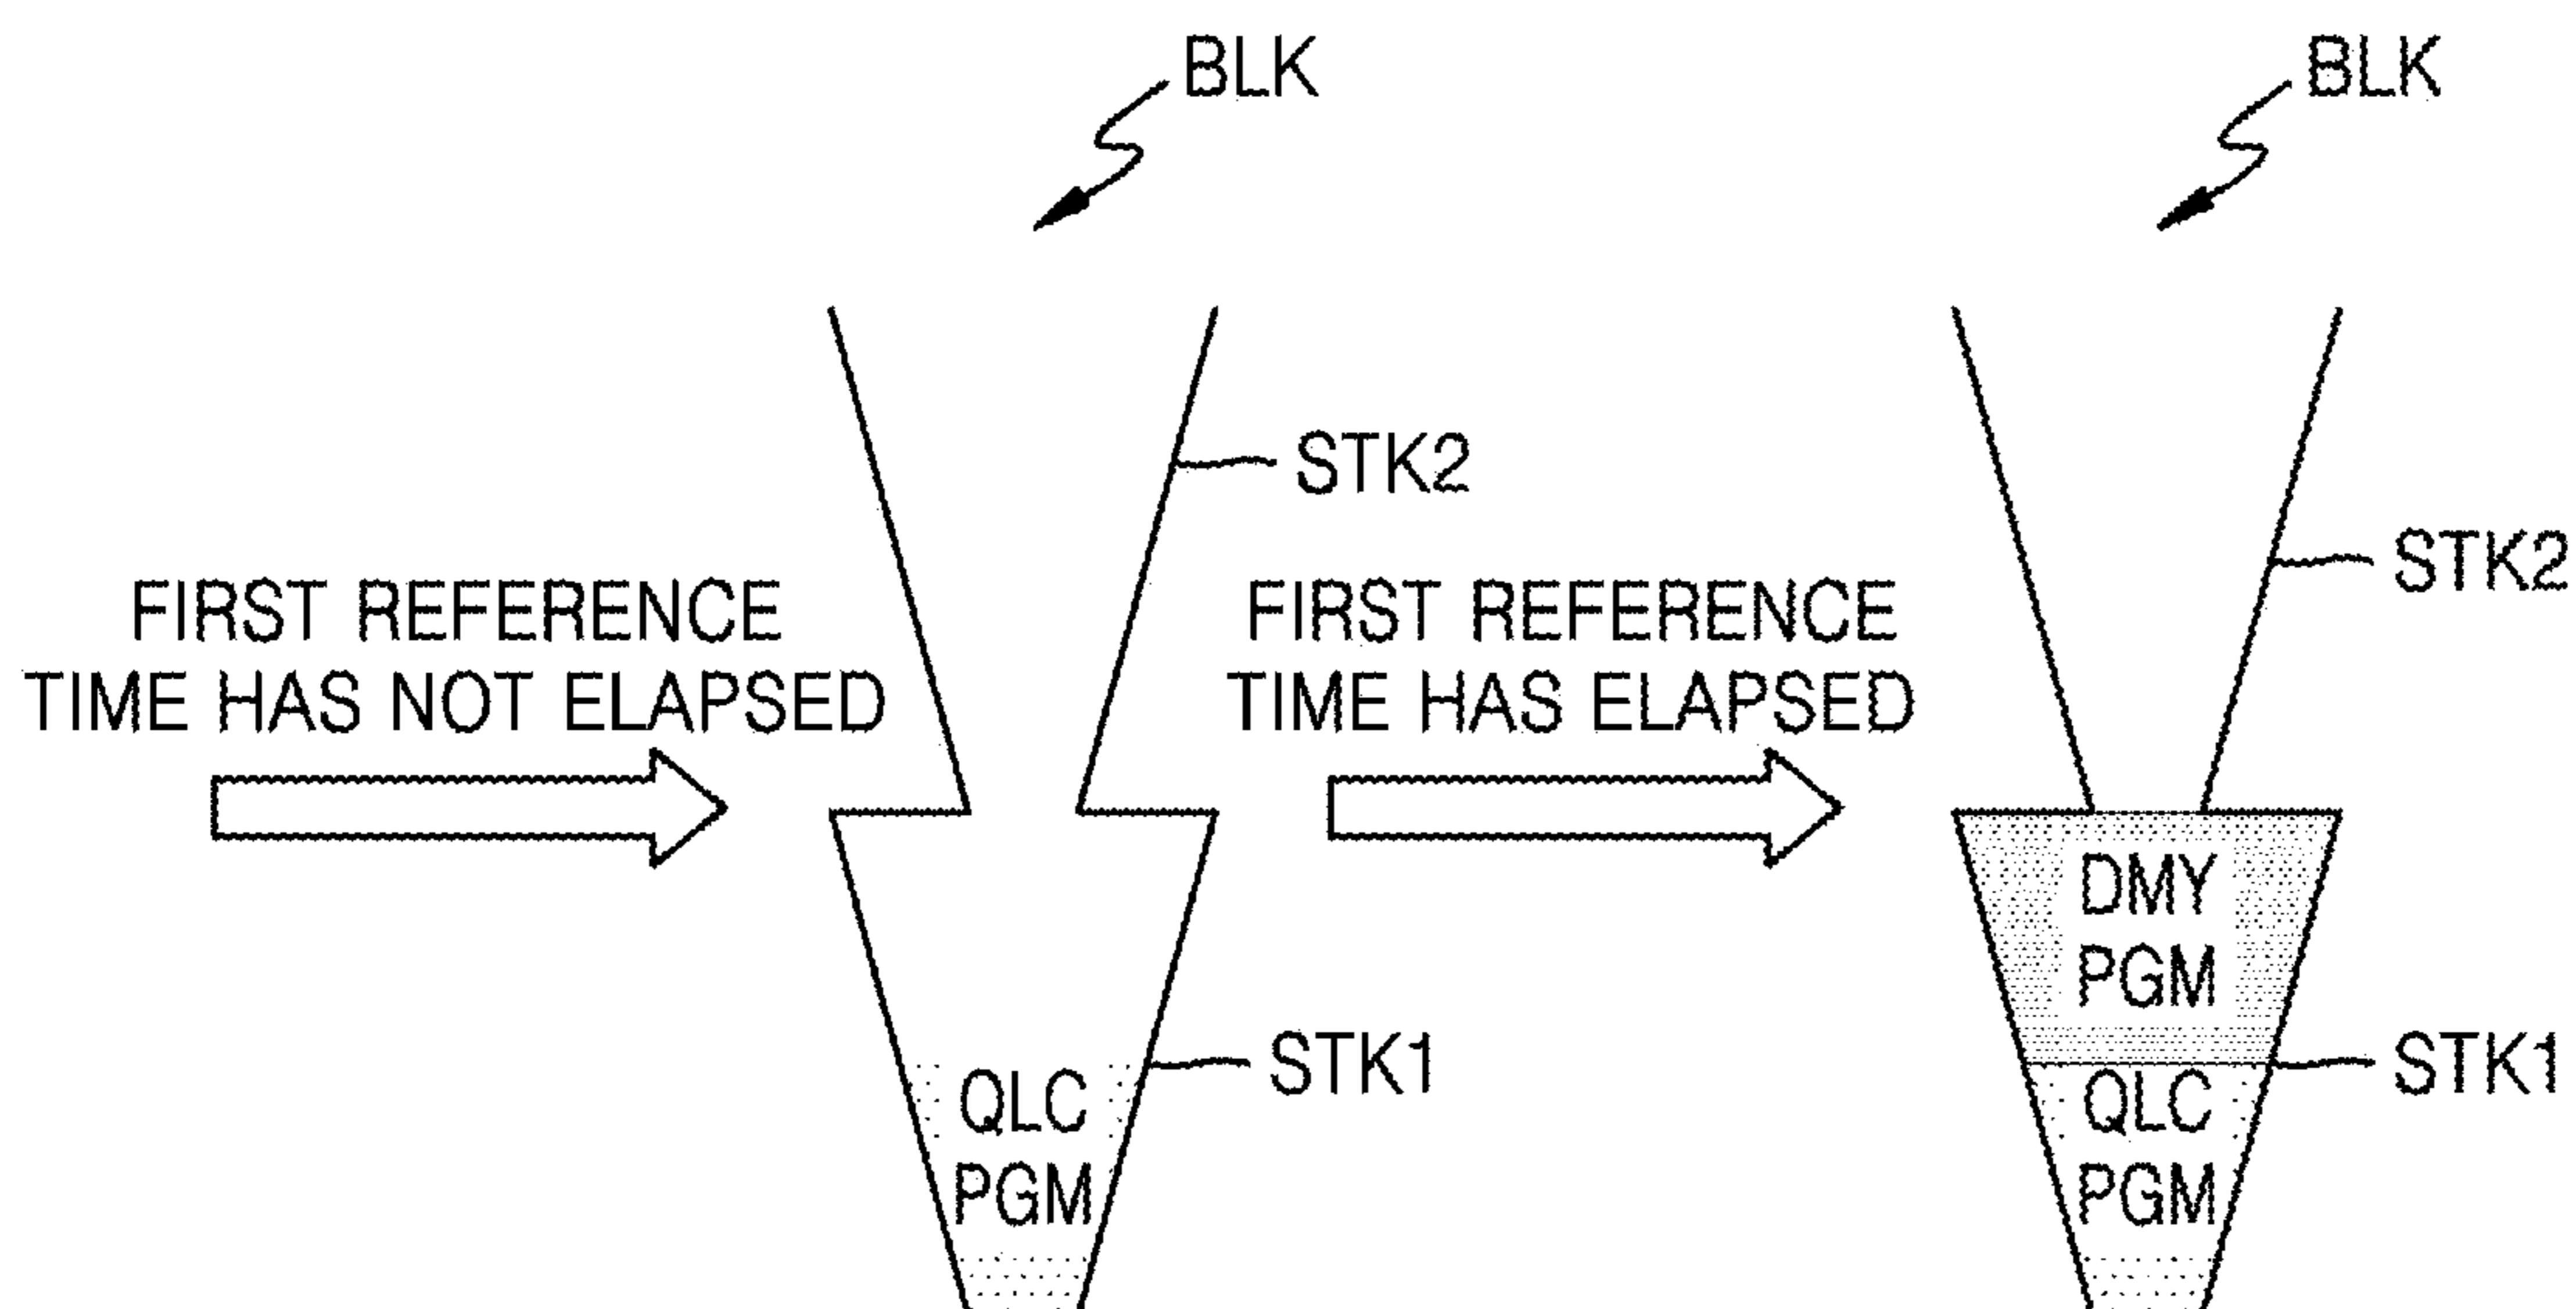 BLK
BLK
STK2
STK2
FIRST REFERENCE
TIME HAS NOT ELAPSED
FIRST REFERENCE
TIME HAS ELAPSED
DMY
PGM
STK1
STK1
QLC
PGM
QLC
PGM